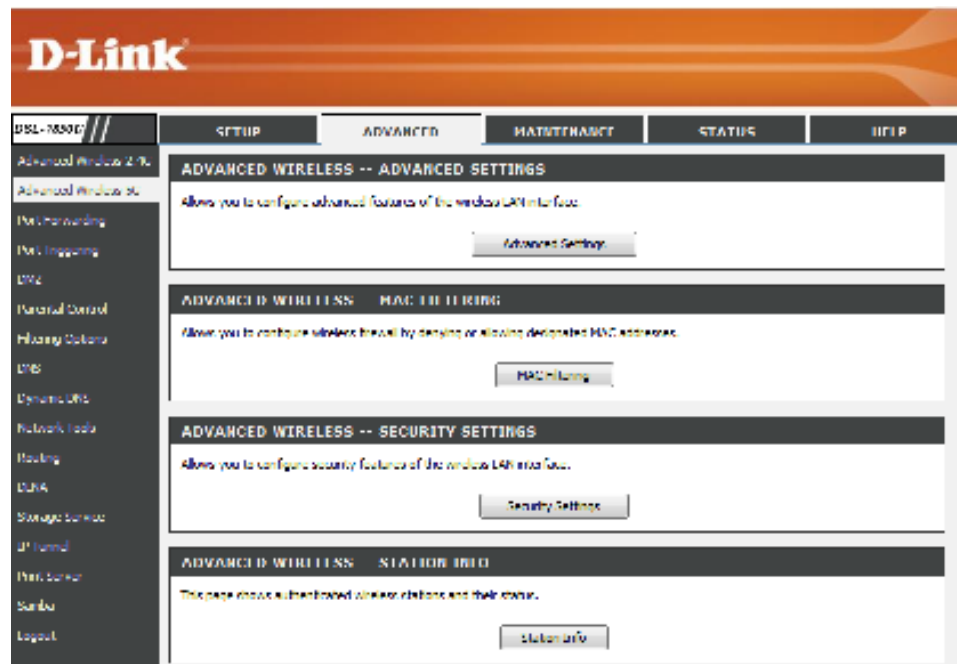 D-Link
SETUP ADVANCED MAINTENANCE STATUS HELP
Advanced Wireless 2.4G
Advanced Wireless 5G
Port Forwarding
Port Triggering
DMZ
Parental Control
Filtering Options
DNS
Dynamic DNS
Network Tools
Routing
DLNA
Storage Service
IP Tunnel
Print Server
Samba
Logout
ADVANCED WIRELESS -- ADVANCED SETTINGS
Allows you to configure advanced features of the wireless LAN interface.
Advanced Settings
ADVANCED WIRELESS -- MAC FILTERING
Allows you to configure wireless firewall by denying or allowing designated MAC addresses.
MAC Filtering
ADVANCED WIRELESS -- SECURITY SETTINGS
Allows you to configure security features of the wireless LAN interface.
Security Settings
ADVANCED WIRELESS -- STATION INFO
This page shows authenticated wireless stations and their status.
Station Info